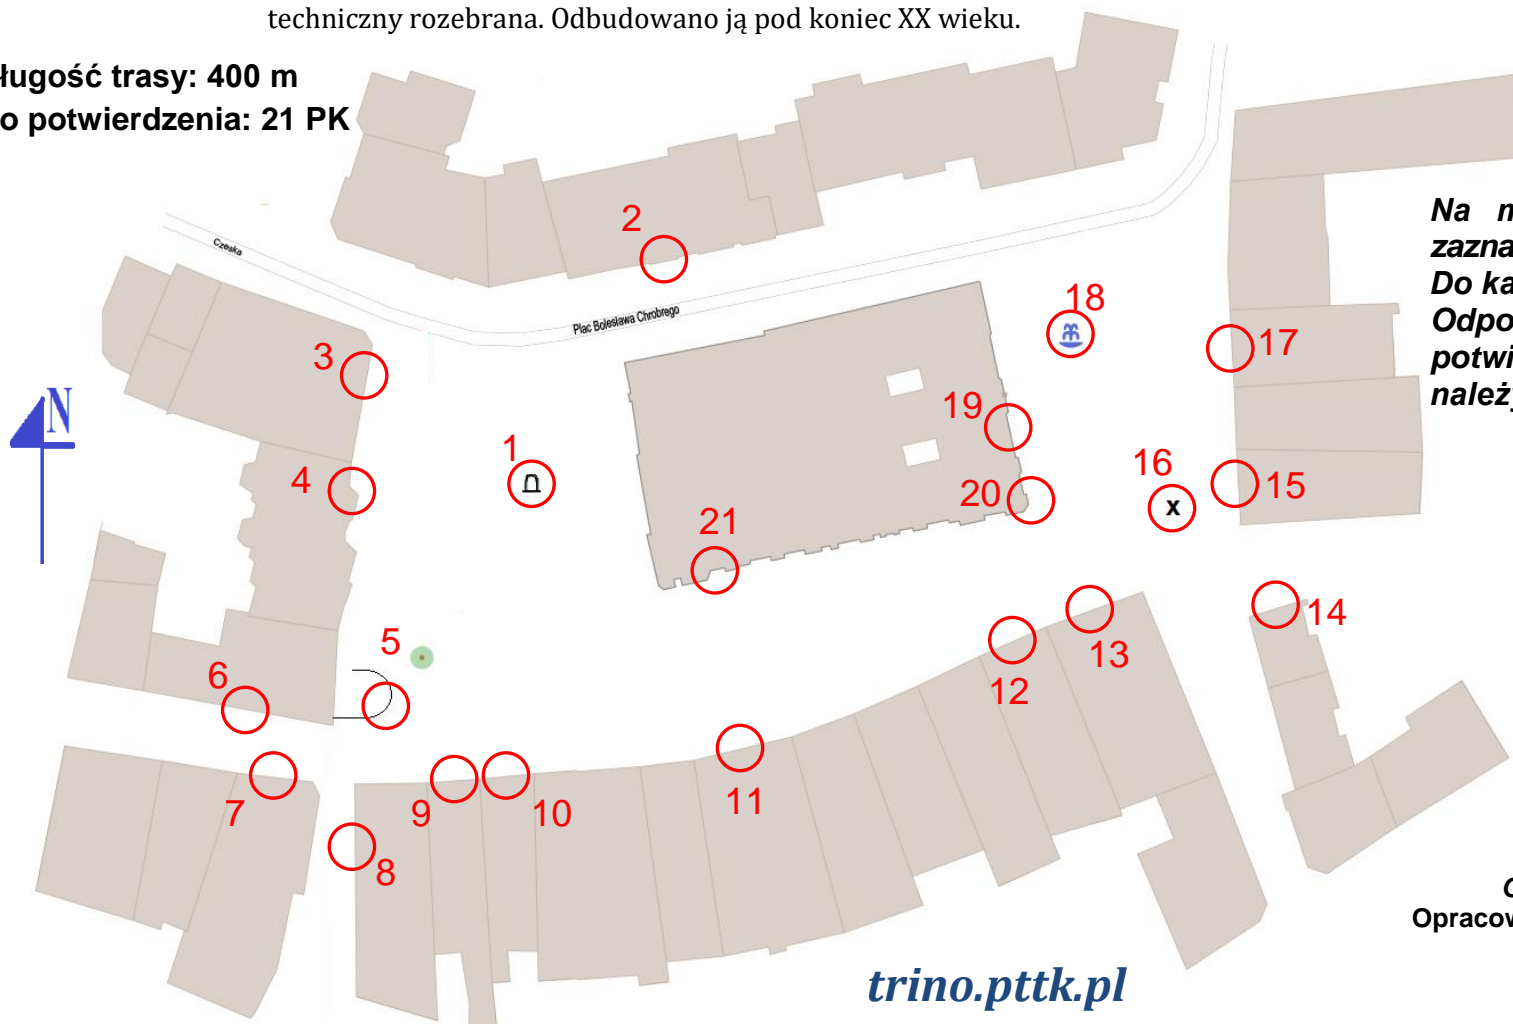 techniczny rozebrana. Odbudowano ją pod koniec XX wieku.
ługość trasy: 400 m
o potwierdzenia: 21 PK
Na m
zazna
Do ka
Odpo
potwi
należy
Czeska
Plac Bolesława Chrobrego
N
2
18
3
17
1
19
4
16
15
20
21
5
14
6
13
12
7
9
10
11
8
x
O
Opracow
trino.pttk.pl